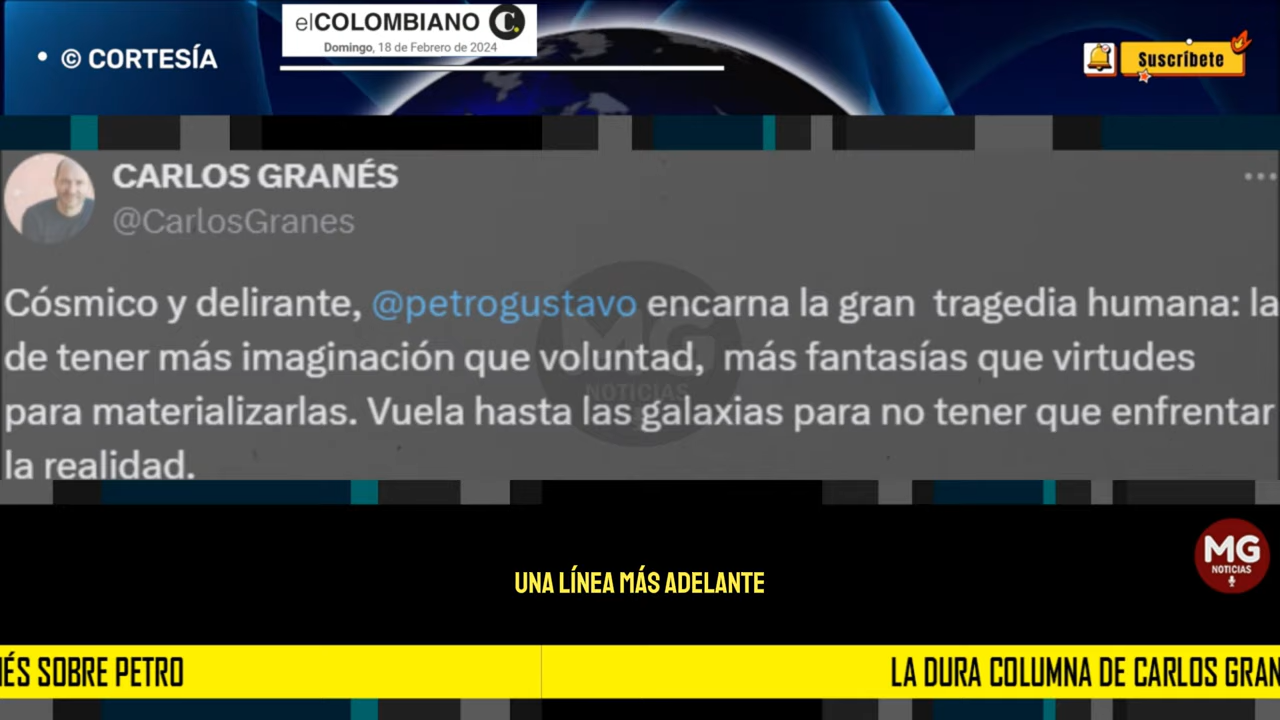 elCOLOMBIANO C.
Domingo, 18 de Febrero de 2024
• © CORTESÍA
Suscríbete
CARLOS GRANÉS
@CarlosGranes
Cósmico y delirante, @petrogustavo encarna la gran tragedia humana: la
de tener más imaginación que voluntad, más fantasías que virtudes
para materializarlas. Vuela hasta las galaxias para no tener que enfrentar
la realidad.
MG
NOTICIAS
MG
NOTICIAS
UNA LÍNEA MÁS ADELANTE
ÉS SOBRE PETRO
LA DURA COLUMNA DE CARLOS GRAN